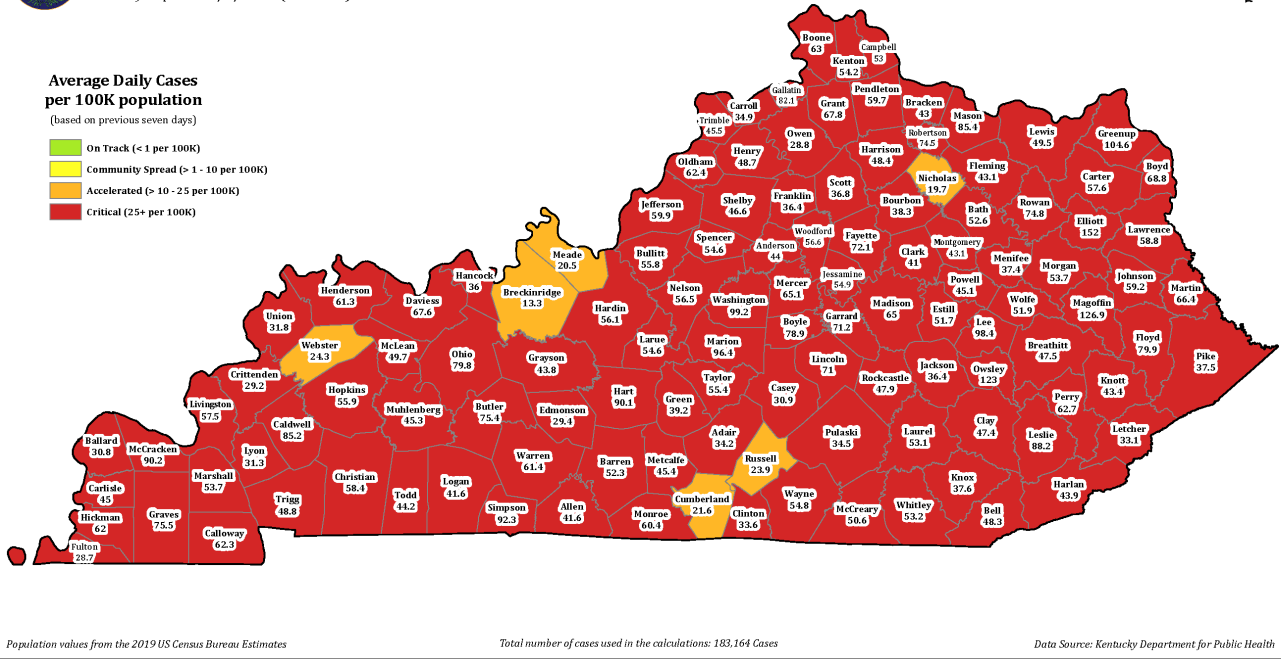 Average Daily Cases
per 100K population
(based on previous seven days)
On Track (< 1 per 100K)
Community Spread (> 1 - 10 per 100K)
Accelerated (> 10 - 25 per 100K)
Critical (25+ per 100K)
Boone
63
Campbell
53
Kenton
54.2
Gallatin
82.1
Carroll
34.9
Trimble
45.5
Grant
67.8
Pendleton
59.7
Bracken
43
Mason
85.4
Robertson
74.5
Lewis
49.5
Greenup
104.6
Owen
28.8
Henry
48.7
Oldham
62.4
Harrison
48.4
Nicholas
19.7
Fleming
43.1
Boyd
68.8
Carter
57.6
Scott
36.8
Jefferson
59.9
Shelby
46.6
Franklin
36.4
Bourbon
38.3
Bath
52.6
Rowan
74.8
Elliott
152
Lawrence
58.8
Spencer
54.6
Woodford
56.6
Fayette
72.1
Anderson
44
Bullitt
55.8
Clark
41
Montgomery
43.1
Menifee
37.4
Morgan
53.7
Meade
20.5
Hancock
36
Breckinridge
13.3
Henderson
61.3
Daviess
67.6
Nelson
56.5
Mercer
65.1
Jessamine
54.9
Powell
45.1
Johnson
59.2
Martin
66.4
Washington
99.2
Madison
65
Estill
51.7
Wolfe
51.9
Magoffin
126.9
Hardin
56.1
Union
31.8
Boyle
78.9
Garrard
71.2
Lee
98.4
Floyd
79.9
Webster
24.3
McLean
49.7
Ohio
79.8
Grayson
43.8
Larue
54.6
Marion
96.4
Lincoln
71
Breathitt
47.5
Pike
37.5
Crittenden
29.2
Hopkins
55.9
Taylor
55.4
Casey
30.9
Rockcastle
47.9
Jackson
36.4
Owsley
123
Knott
43.4
Livingston
57.5
Muhlenberg
45.3
Butler
75.4
Edmonson
29.4
Hart
90.1
Green
39.2
Perry
62.7
Caldwell
85.2
Ballard
30.8
McCracken
90.2
Lyon
31.3
Adair
34.2
Pulaski
34.5
Laurel
53.1
Clay
47.4
Leslie
88.2
Letcher
33.1
Warren
61.4
Barren
52.3
Metcalfe
45.4
Russell
23.9
Marshall
53.7
Christian
58.4
Logan
41.6
Knox
37.6
Harlan
43.9
Carlisle
45
Trigg
48.8
Todd
44.2
Simpson
92.3
Allen
41.6
Monroe
60.4
Cumberland
21.6
Clinton
33.6
Wayne
54.8
McCreary
50.6
Whitley
53.2
Bell
48.3
Hickman
62
Graves
75.5
Calloway
62.3
Fulton
28.7
Population values from the 2019 US Census Bureau Estimates
Total number of cases used in the calculations: 183,164 Cases
Data Source: Kentucky Department for Public Health